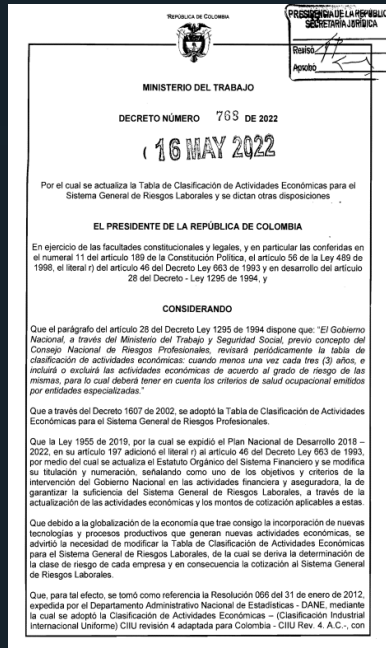 REPÚBLICA DE COLOMBIA
PRESIDENCIA DE LA REPÚBLICA
SECRETARÍA JURÍDICA
Revisó
Aprobó
MINISTERIO DEL TRABAJO
DECRETO NÚMERO 768 DE 2022
( 16 MAY 2022
Por el cual se actualiza la Tabla de Clasificación de Actividades Económicas para el
Sistema General de Riesgos Laborales y se dictan otras disposiciones
EL PRESIDENTE DE LA REPÚBLICA DE COLOMBIA
En ejercicio de las facultades constitucionales y legales, y en particular las conferidas en
el numeral 11 del artículo 189 de la Constitución Política, el artículo 56 de la Ley 489 de
1998, el literal r) del artículo 46 del Decreto Ley 663 de 1993 y en desarrollo del artículo
28 del Decreto - Ley 1295 de 1994, y
CONSIDERANDO
Que el parágrafo del artículo 28 del Decreto Ley 1295 de 1994 dispone que: "El Gobierno
Nacional, a través del Ministerio del Trabajo y Seguridad Social, previo concepto del
Consejo Nacional de Riesgos Profesionales, revisará periódicamente la tabla de
clasificación de actividades económicas: cuando menos una vez cada tres (3) años, e
incluirá o excluirá las actividades económicas de acuerdo al grado de riesgo de las
mismas, para lo cual deberá tener en cuenta los criterios de salud ocupacional emitidos
por entidades especializadas."
Que a través del Decreto 1607 de 2002, se adoptó la Tabla de Clasificación de Actividades
Económicas para el Sistema General de Riesgos Profesionales.
Que la Ley 1955 de 2019, por la cual se expidió el Plan Nacional de Desarrollo 2018 –
2022, en su artículo 197 adicionó el literal r) al artículo 46 del Decreto Ley 663 de 1993,
por medio del cual se actualiza el Estatuto Orgánico del Sistema Financiero y se modifica
su titulación y numeración, señalando como uno de los objetivos y criterios de la
intervención del Gobierno Nacional en las actividades financiera y aseguradora, la de
garantizar la suficiencia del Sistema General de Riesgos Laborales, a través de la
actualización de las actividades económicas y los montos de cotización aplicables a estas.
Que debido a la globalización de la economía que trae consigo la incorporación de nuevas
tecnologías y procesos productivos que generan nuevas actividades económicas, se
advirtió la necesidad de modificar la Tabla de Clasificación de Actividades Económicas
para el Sistema General de Riesgos Laborales, de la cual se deriva la determinación de
la clase de riesgo de cada empresa y en consecuencia la cotización al Sistema General
de Riesgos Laborales.
Que, para tal efecto, se tomó como referencia la Resolución 066 del 31 de enero de 2012,
expedida por el Departamento Administrativo Nacional de Estadísticas - DANE, mediante
la cual se adoptó la Clasificación de Actividades Económicas – (Clasificación Industrial
Internacional Uniforme) CIIU revisión 4 adaptada para Colombia - CIIU Rev. 4. A.C.-, con